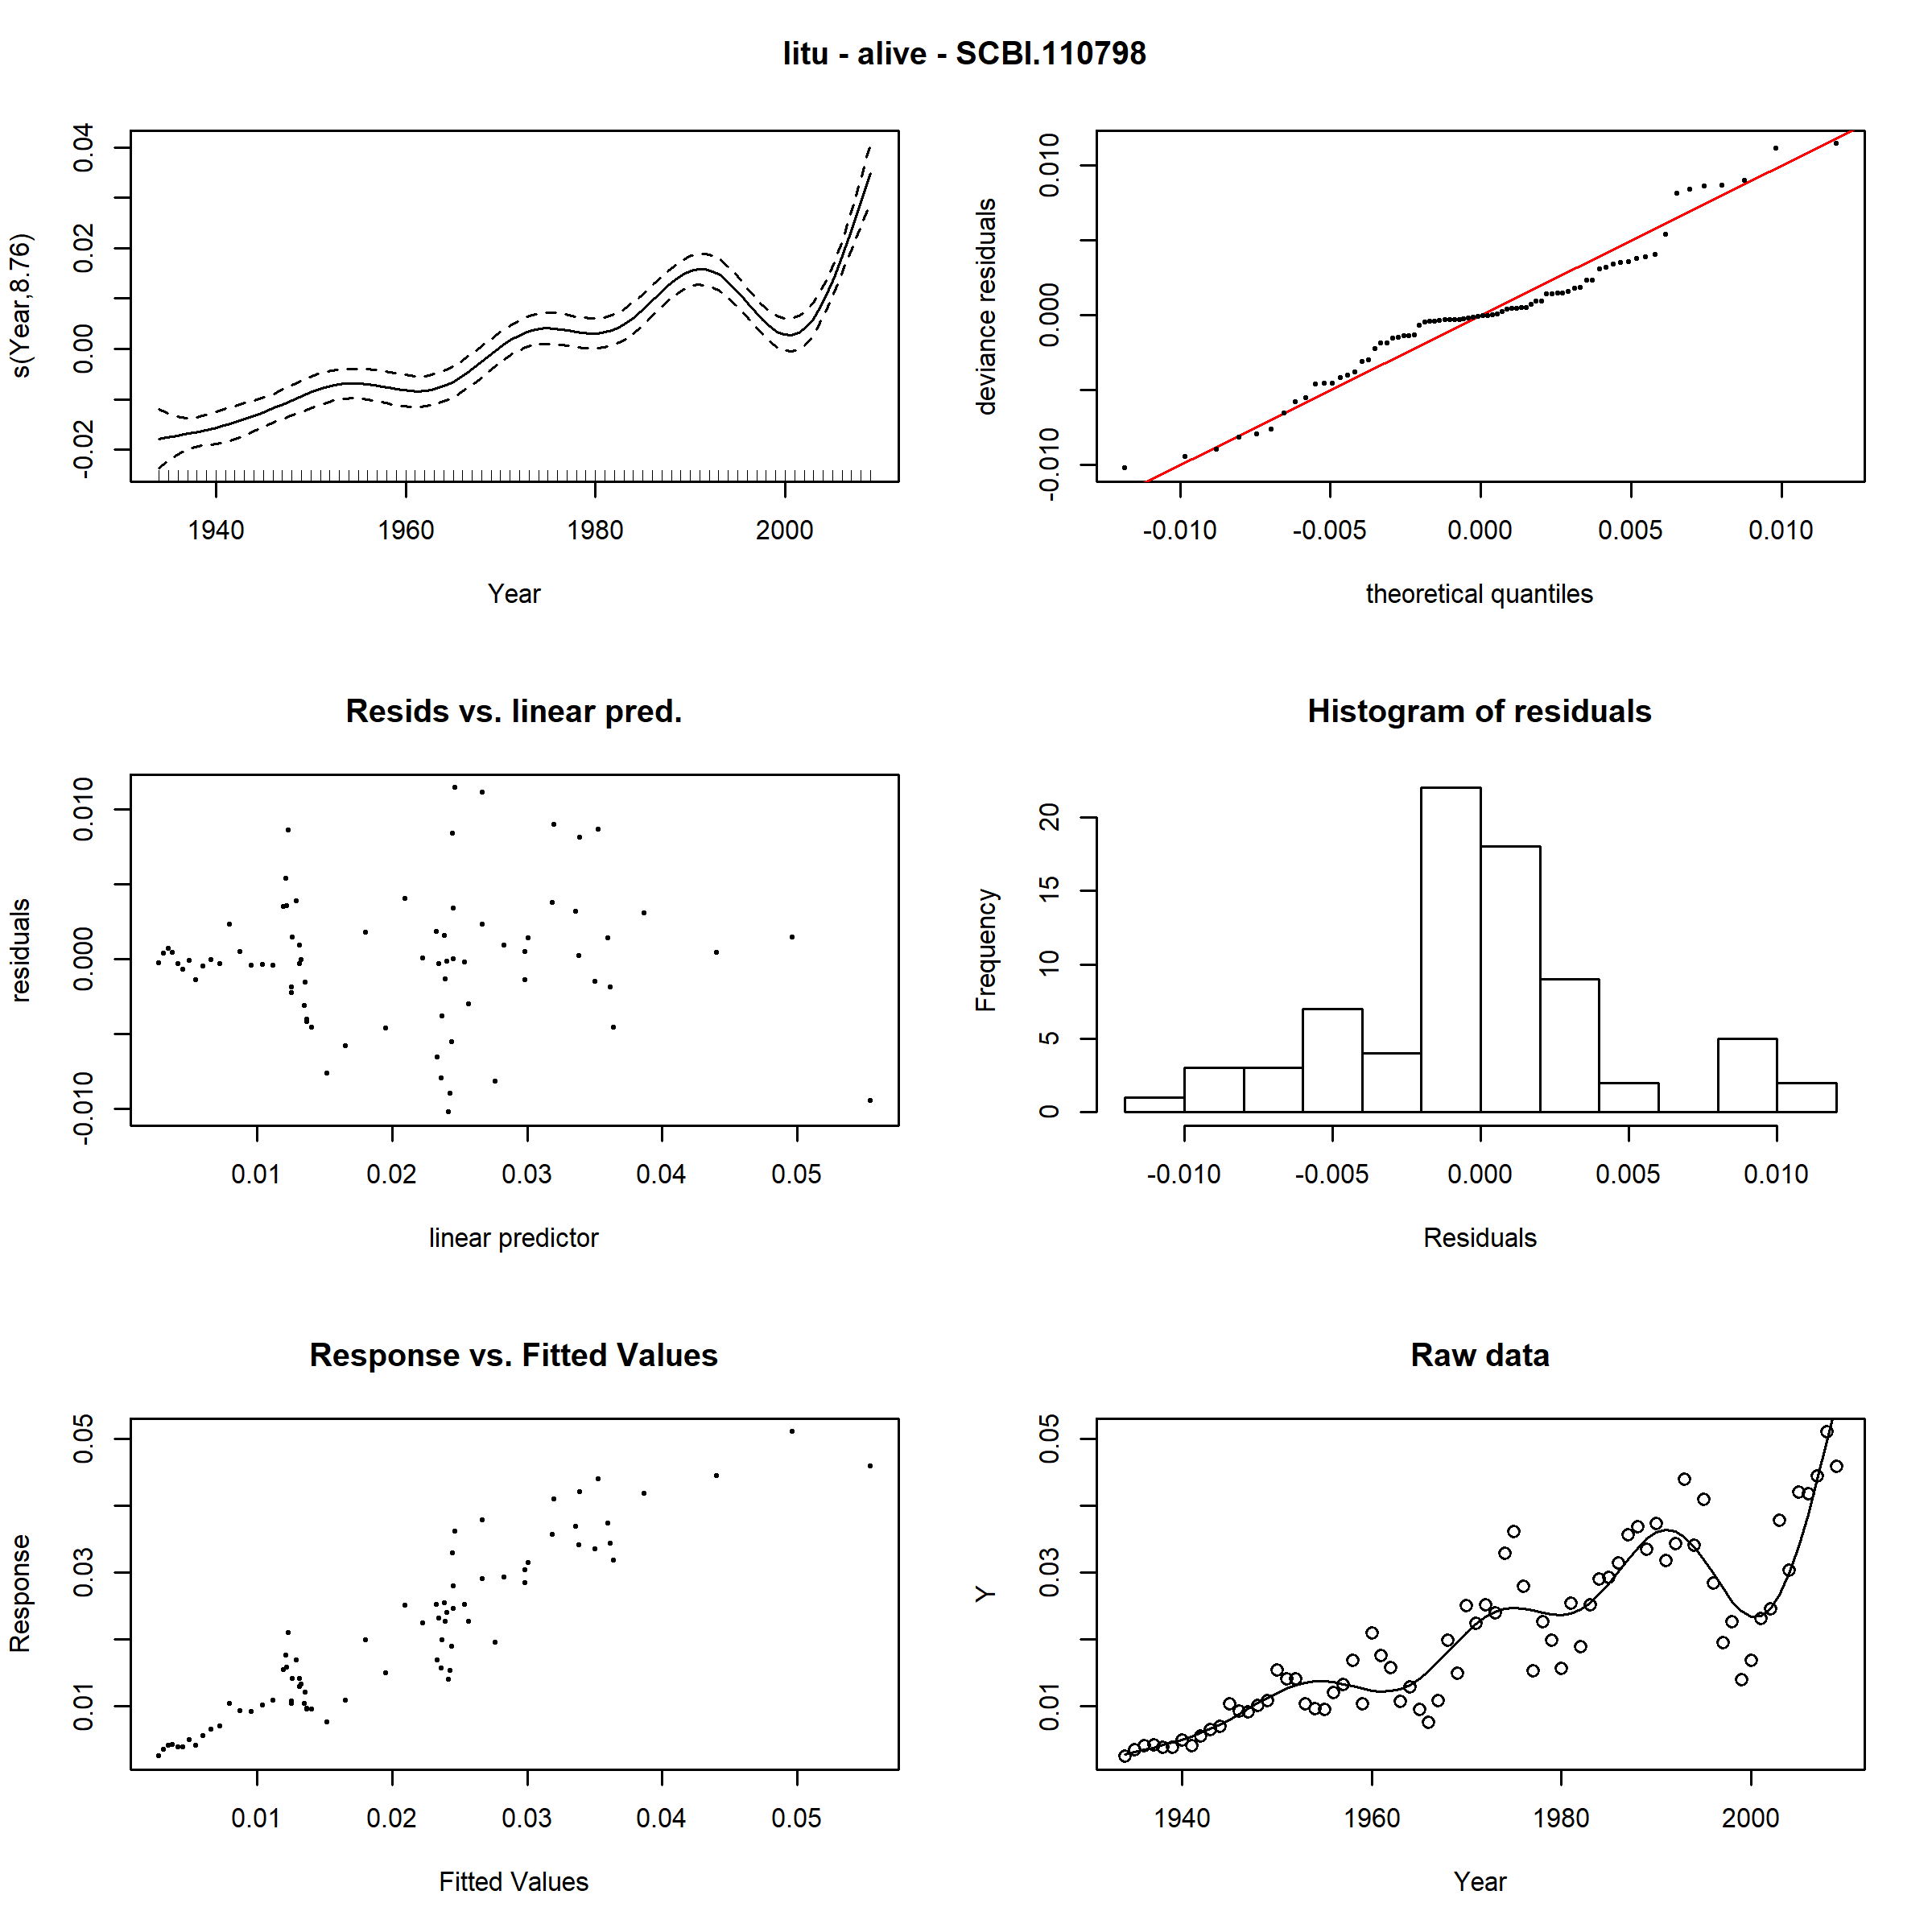 litu - alive - SCBI.110798
s(Year,8.76)
-0.02 0.00 0.02 0.04
1940 1960 1980 2000
Year
deviance residuals
-0.010 0.000 0.010
-0.010 -0.005 0.000 0.005 0.010
theoretical quantiles
Resids vs. linear pred.
residuals
-0.010 0.000 0.010
0.01 0.02 0.03 0.04 0.05
linear predictor
Histogram of residuals
Frequency
0 5 10 15 20
-0.010 -0.005 0.000 0.005 0.010
Residuals
Response vs. Fitted Values
Response
0.01 0.03 0.05
0.01 0.02 0.03 0.04 0.05
Fitted Values
Raw data
Y
0.01 0.03 0.05
1940 1960 1980 2000
Year